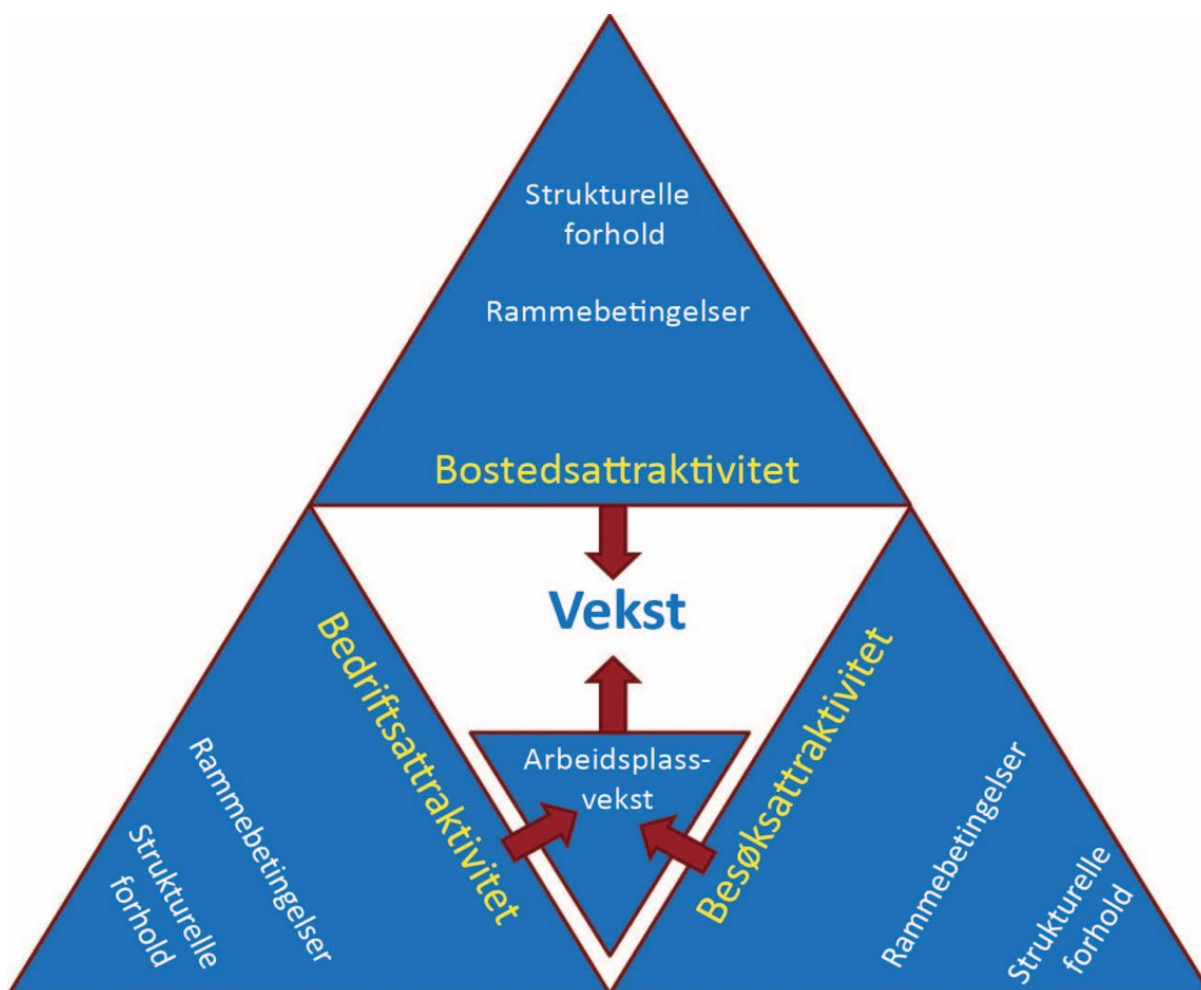 Strukturelle
forhold
Rammebetingelser
Bostedsattraktivitet
Vekst
Arbeidsplass-
vekst
Bedriftsattraktivitet
Rammebetingelser
Strukturelle
forhold
Besøksattraktivitet
Rammebetingelser
Strukturelle
forhold